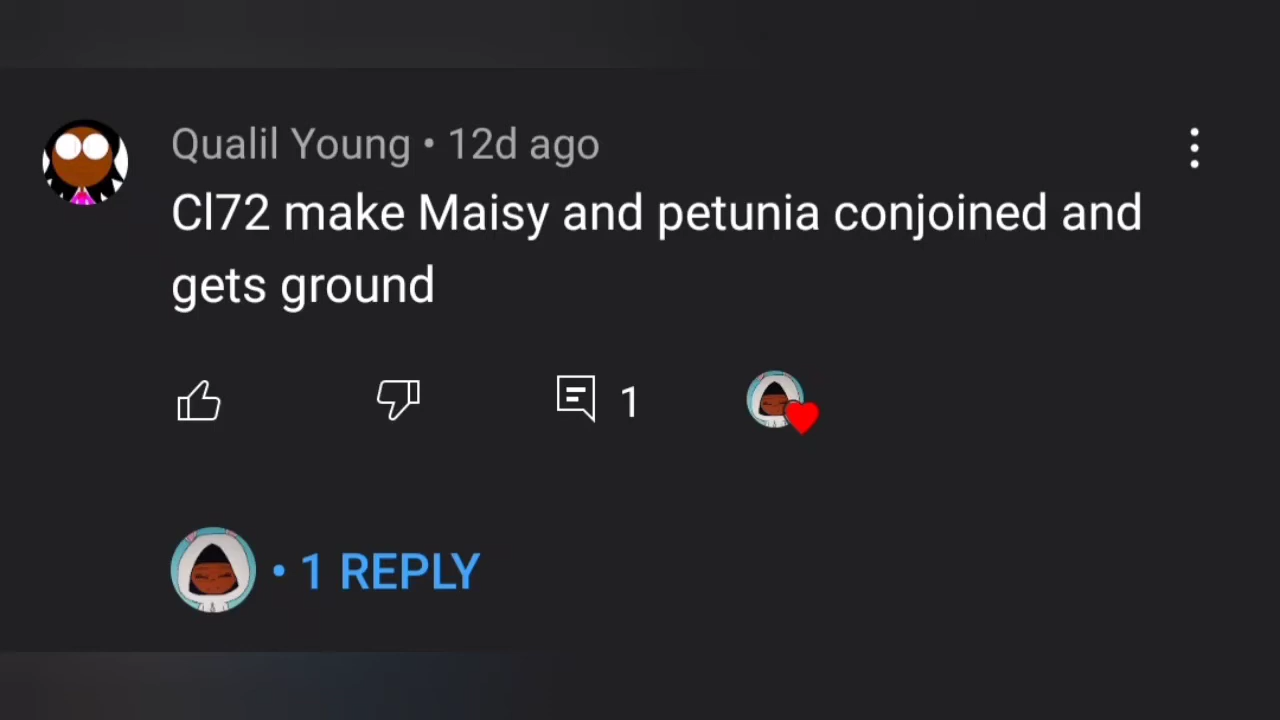 Qualil Young • 12d ago
Cl72 make Maisy and petunia conjoined and
gets ground
1
• 1 REPLY